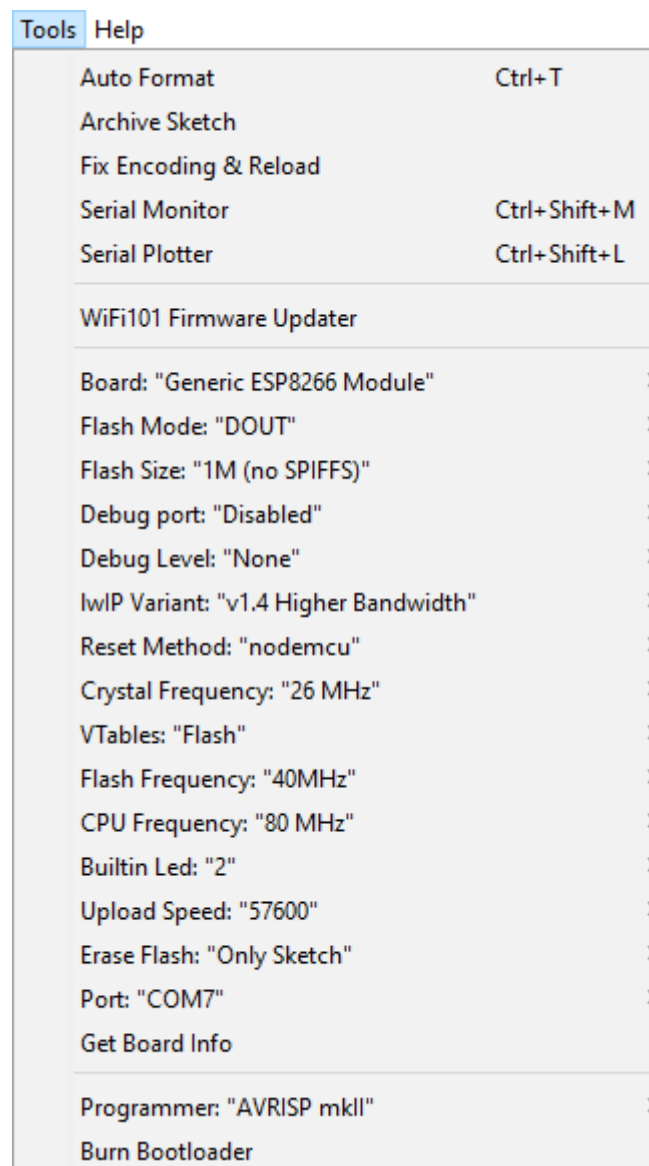 Tools Help
Auto Format Ctrl+T
Archive Sketch
Fix Encoding & Reload
Serial Monitor Ctrl+Shift+M
Serial Plotter Ctrl+Shift+L
WiFi101 Firmware Updater
Board: "Generic ESP8266 Module"
Flash Mode: "DOUT"
Flash Size: "1M (no SPIFFS)"
Debug port: "Disabled"
Debug Level: "None"
lwIP Variant: "v1.4 Higher Bandwidth"
Reset Method: "nodemcu"
Crystal Frequency: "26 MHz"
VTables: "Flash"
Flash Frequency: "40MHz"
CPU Frequency: "80 MHz"
Builtin Led: "2"
Upload Speed: "57600"
Erase Flash: "Only Sketch"
Port: "COM7"
Get Board Info
Programmer: "AVRISP mkII"
Burn Bootloader